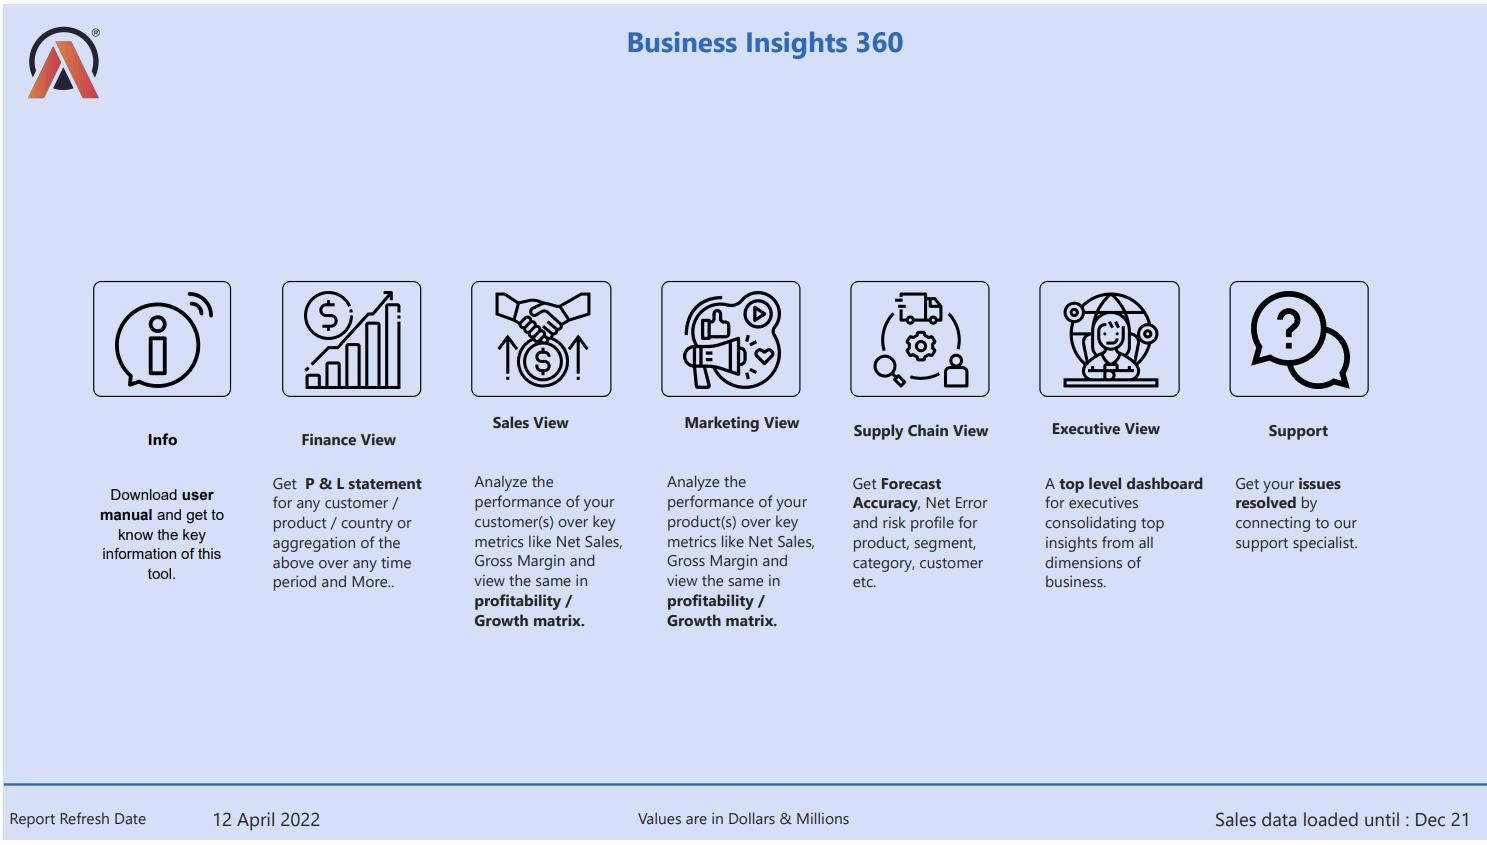 ®
Business Insights 360
Info
Download user
manual and get to
know the key
information of this
tool.
Finance View
Get P & L statement
for any customer /
product / country or
aggregation of the
above over any time
period and More..
Sales View
Analyze the
performance of your
customer(s) over key
metrics like Net Sales,
Gross Margin and
view the same in
profitability /
Growth matrix.
Marketing View
Analyze the
performance of your
product(s) over key
metrics like Net Sales,
Gross Margin and
view the same in
profitability /
Growth matrix.
Supply Chain View
Get Forecast
Accuracy, Net Error
and risk profile for
product, segment,
category, customer
etc.
Executive View
A top level dashboard
for executives
consolidating top
insights from all
dimensions of
business.
Support
Get your issues
resolved by
connecting to our
support specialist.
Report Refresh Date
12 April 2022
Values are in Dollars & Millions
Sales data loaded until : Dec 21